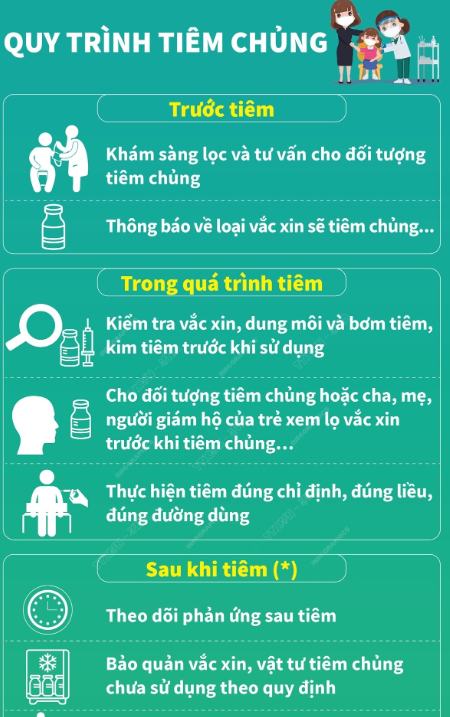 QUY TRÌNH TIÊM CHỦNG
Trước tiêm
Khám sàng lọc và tư vấn cho đối tượng
tiêm chủng
Thông báo về loại vắc xin sẽ tiêm chủng...
Trong quá trình tiêm
Kiểm tra vắc xin, dung môi và bơm tiêm,
kim tiêm trước khi sử dụng
Cho đối tượng tiêm chủng hoặc cha, mẹ,
người giám hộ của trẻ xem lọ vắc xin
trước khi tiêm chủng...
Thực hiện tiêm đúng chỉ định, đúng liều,
đúng đường dùng
Sau khi tiêm (*)
Theo dõi phản ứng sau tiêm
Bảo quản vắc xin, vật tư tiêm chủng
chưa sử dụng theo quy định